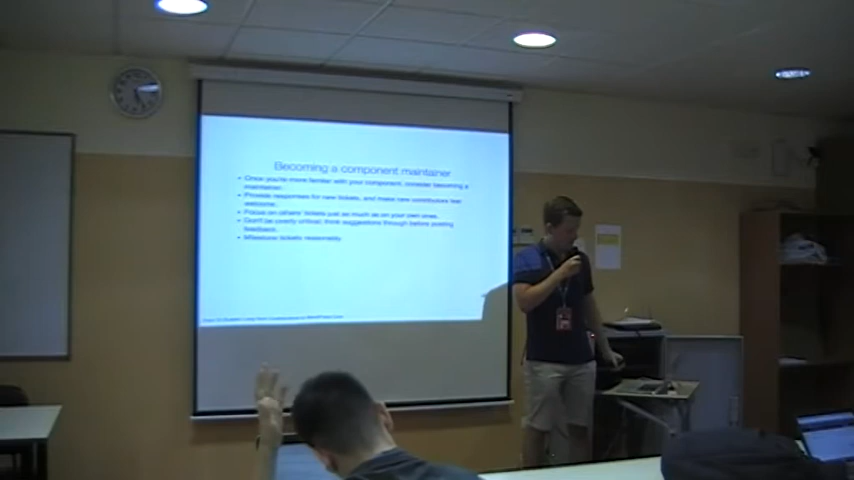 Becoming a component maintainer
• Once you're more familiar with your component, consider becoming a
maintainer.
• Provide responses for new tickets, and make new contributors feel
welcome.
• Focus on others' tickets just as much as on your own ones.
• Don't be overly critical, think suggestions through before posting
feedback.
• Milestone tickets reasonably.